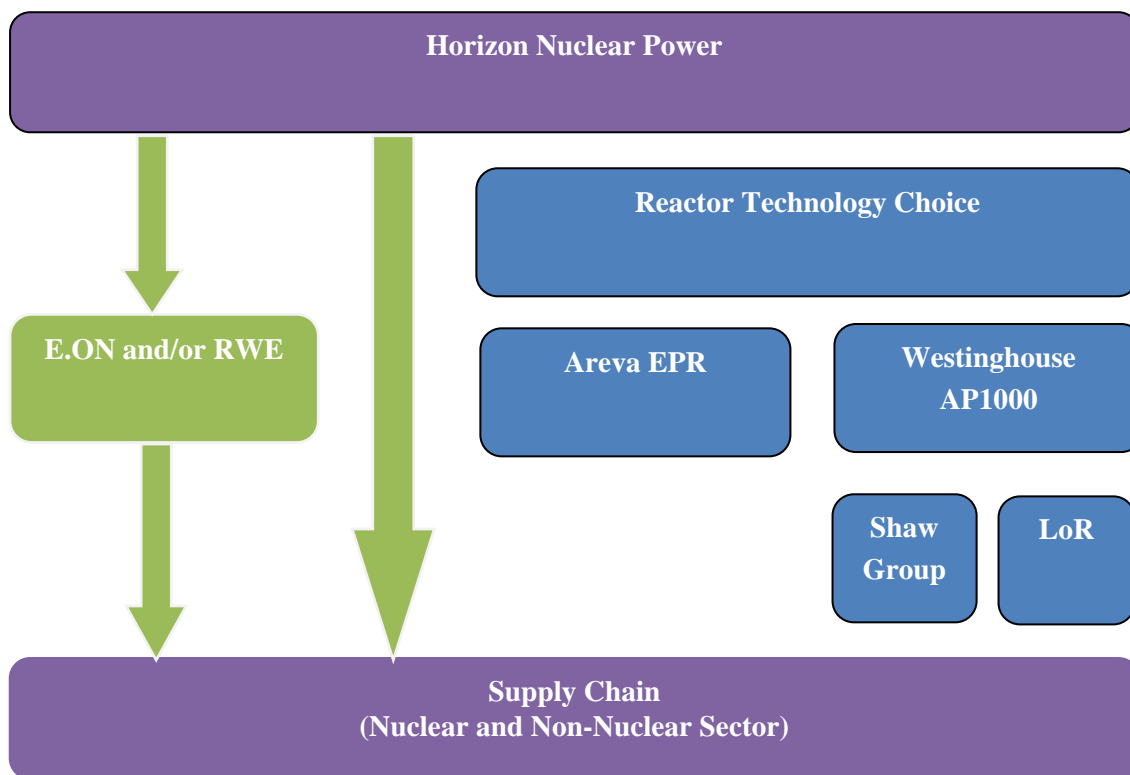 Horizon Nuclear Power
Reactor Technology Choice
E.ON and/or RWE
Areva EPR
Westinghouse
AP1000
Shaw
Group
LoR
Supply Chain
(Nuclear and Non-Nuclear Sector)